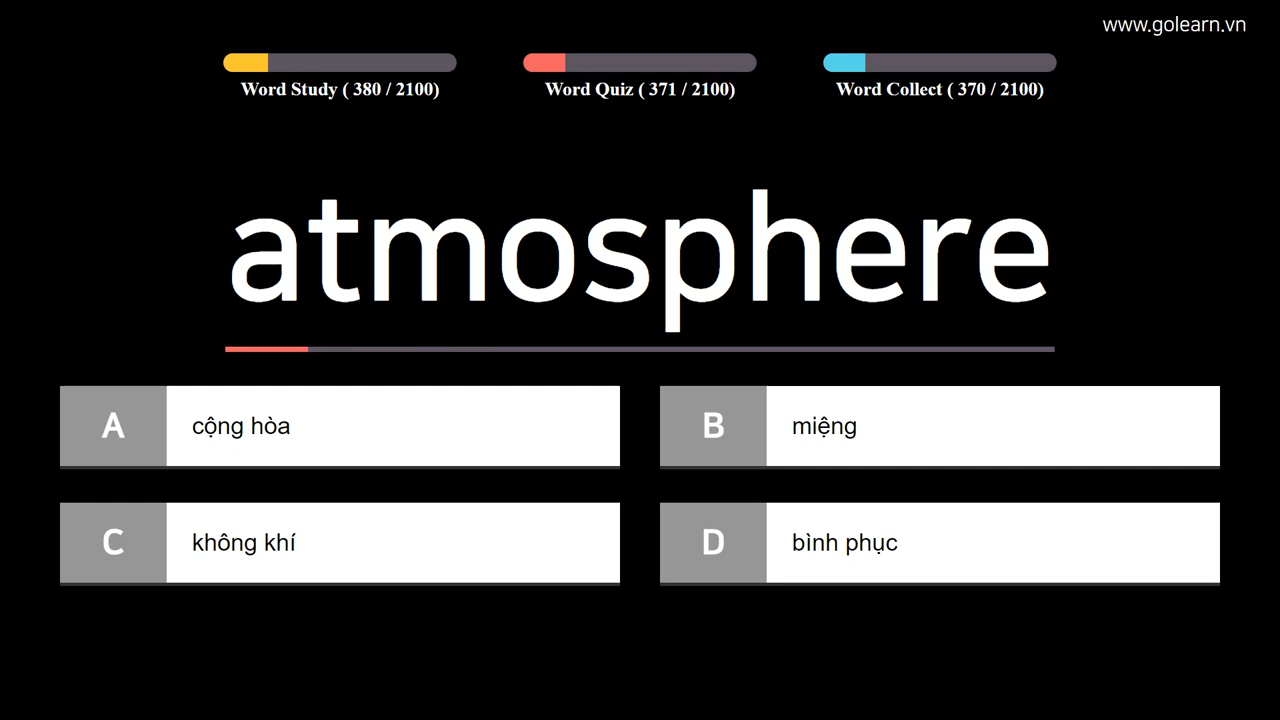 www.golearn.vn
Word Study ( 380 / 2100)
Word Quiz ( 371 / 2100)
Word Collect ( 370 / 2100)
atmosphere
A cộng hòa
B miệng
C không khí
D bình phục